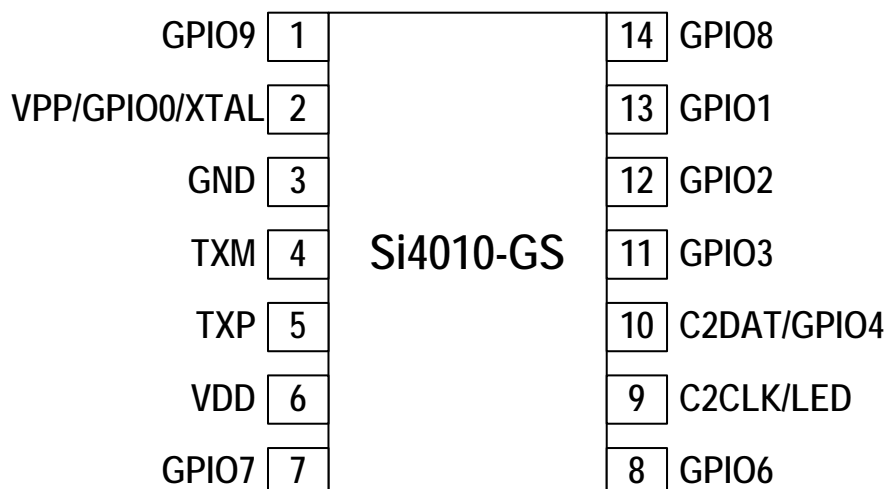 GPIO9 1 14 GPIO8
VPP/GPIO0/XTAL 2 13 GPIO1
GND 3 12 GPIO2
TXM 4 Si4010-GS 11 GPIO3
TXP 5 10 C2DAT/GPIO4
VDD 6 9 C2CLK/LED
GPIO7 7 8 GPIO6